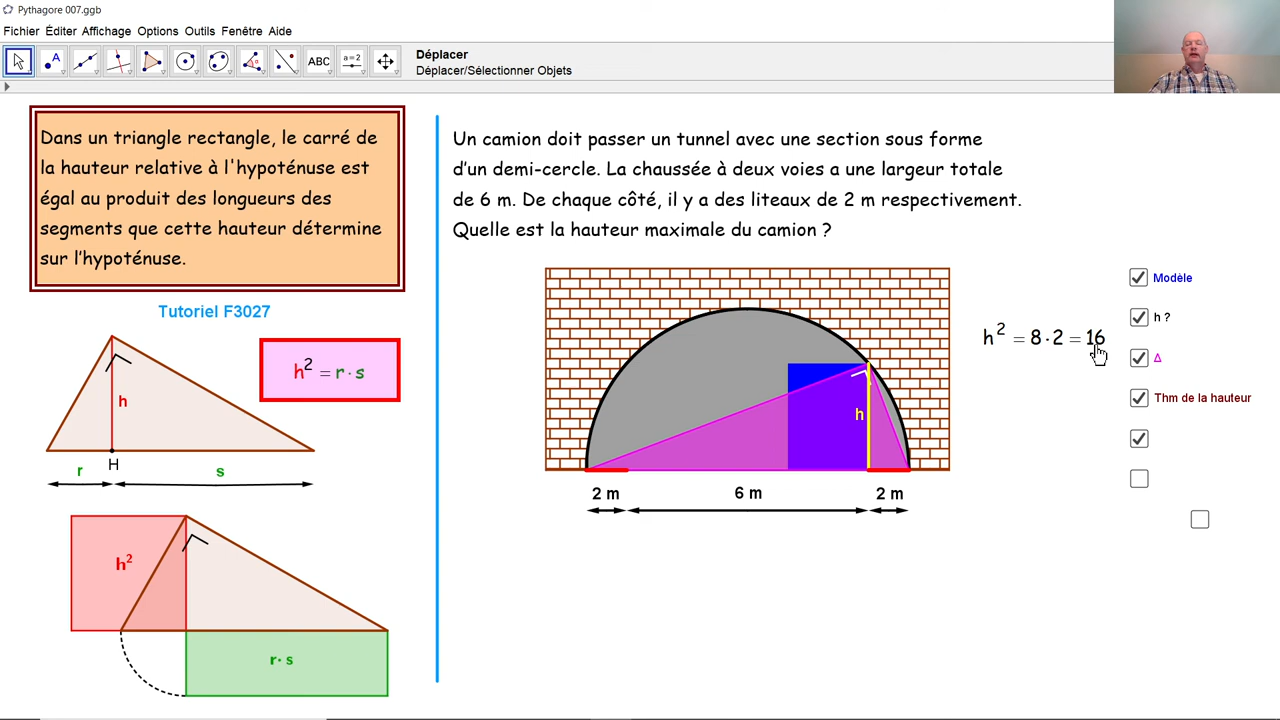 Pythagore 007.ggb
Fichier Éditer Affichage Options Outils Fenêtre Aide
A
ABC
a=2
Déplacer
Déplacer/Sélectionner Objets
Dans un triangle rectangle, le carré de
la hauteur relative à l'hypoténuse est
égal au produit des longueurs des
segments que cette hauteur détermine
sur l’hypoténuse.
Tutoriel F3027
h² = r · s
h
H
r
s
h²
r · s
Un camion doit passer un tunnel avec une section sous forme
d’un demi-cercle. La chaussée à deux voies a une largeur totale
de 6 m. De chaque côté, il y a des liteaux de 2 m respectivement.
Quelle est la hauteur maximale du camion ?
h
2 m
6 m
2 m
h² = 8 · 2 = 16
Modèle
h ?
Δ
Thm de la hauteur